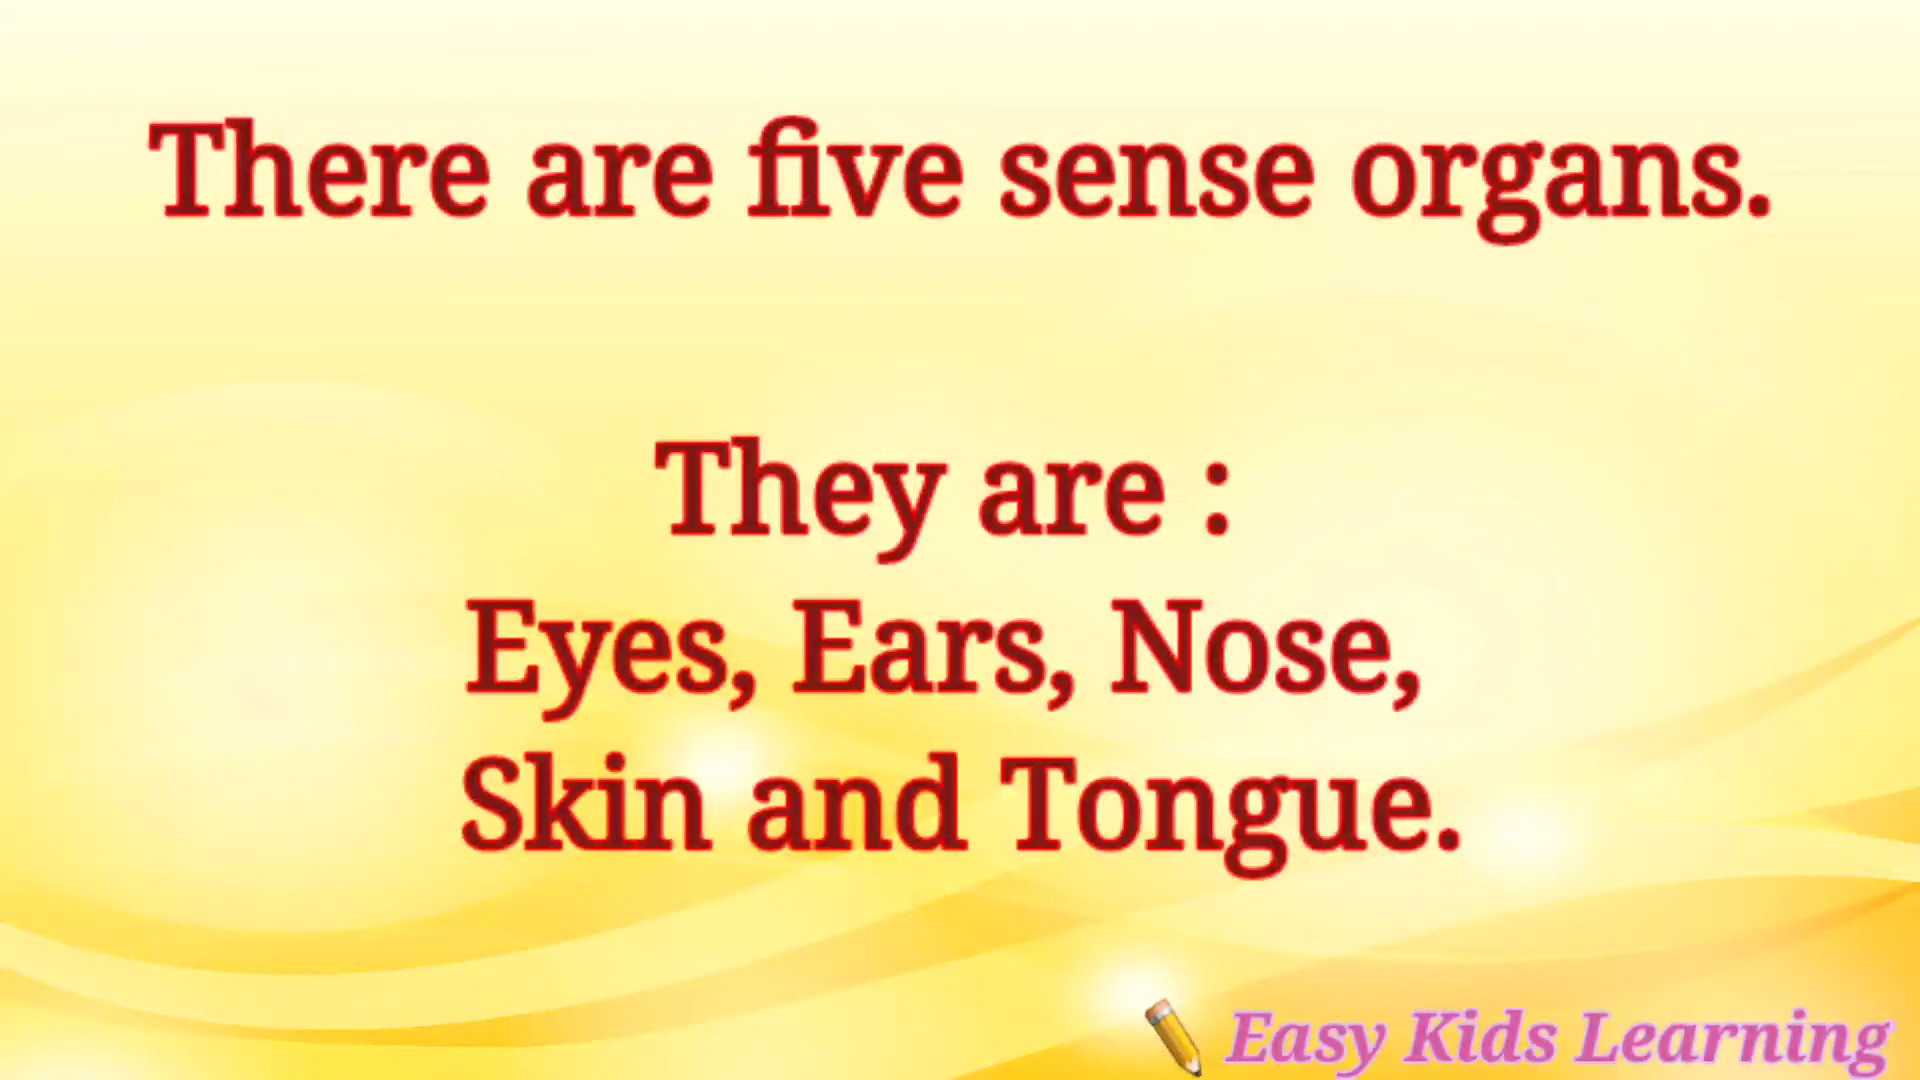 There are five sense organs.
They are :
Eyes, Ears, Nose,
Skin and Tongue.
Easy Kids Learning